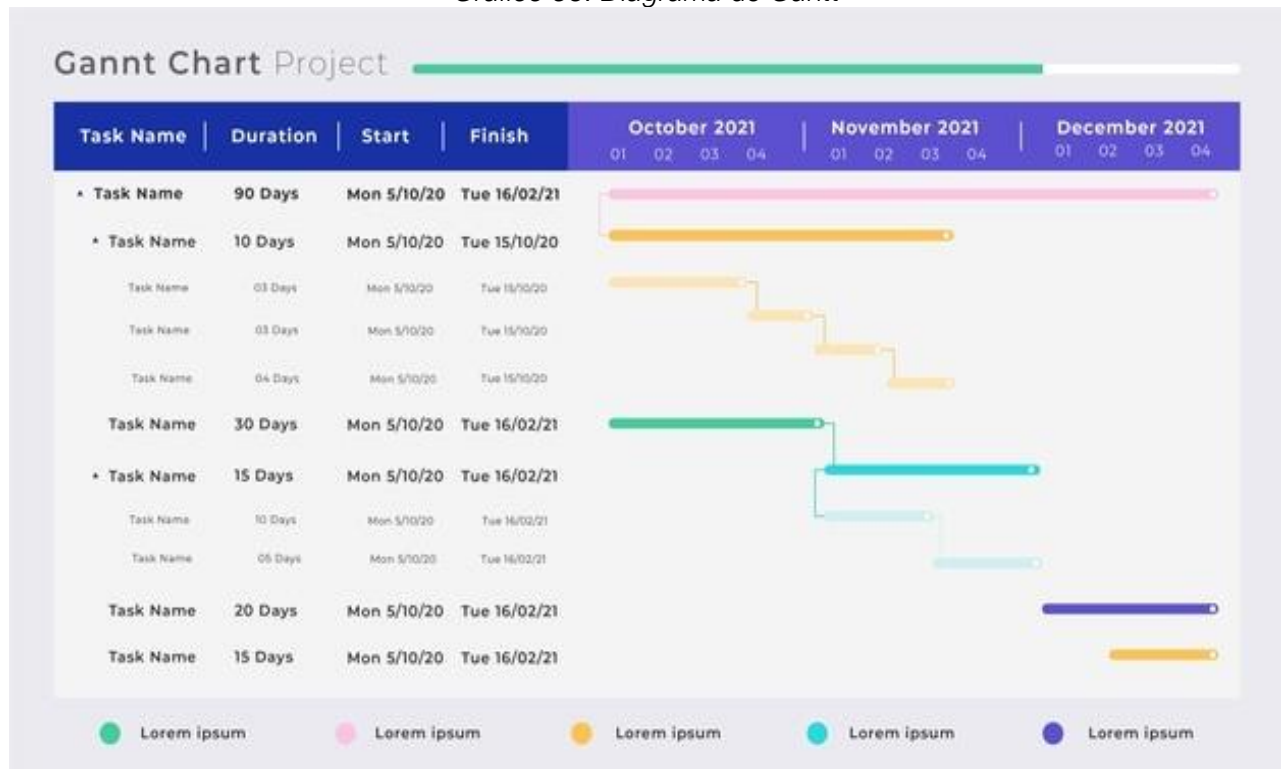 Gannt Chart Project
Task Name Duration Start Finish October 2021 November 2021 December 2021
01 02 03 04 01 02 03 04 01 02 03 04
Task Name 90 Days Mon 5/10/20 Tue 16/02/21
Task Name 10 Days Mon 5/10/20 Tue 15/10/20
Task Name 03 Days Mon 5/10/20 Tue 15/10/20
Task Name 03 Days Mon 5/10/20 Tue 15/10/20
Task Name 04 Days Mon 5/10/20 Tue 15/10/20
Task Name 30 Days Mon 5/10/20 Tue 16/02/21
Task Name 15 Days Mon 5/10/20 Tue 16/02/21
Task Name 10 Days Mon 5/10/20 Tue 16/02/21
Task Name 05 Days Mon 5/10/20 Tue 16/02/21
Task Name 20 Days Mon 5/10/20 Tue 16/02/21
Task Name 15 Days Mon 5/10/20 Tue 16/02/21
Lorem ipsum Lorem ipsum Lorem ipsum Lorem ipsum Lorem ipsum